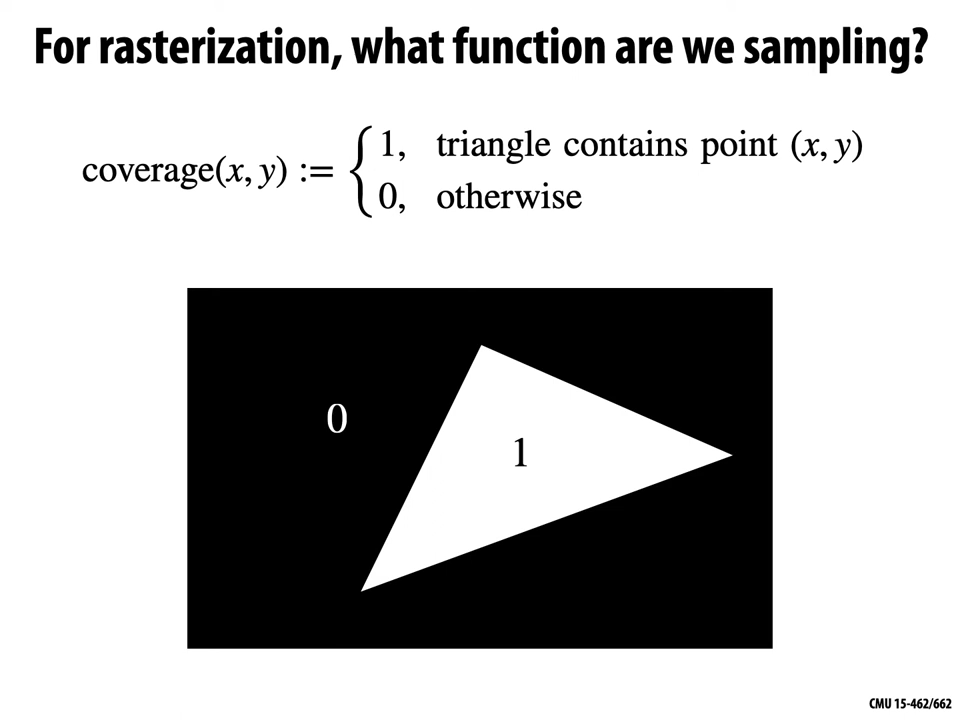 For rasterization, what function are we sampling?
coverage(x, y) := { 1, triangle contains point (x, y)
0, otherwise
0
1
CMU 15-462/662